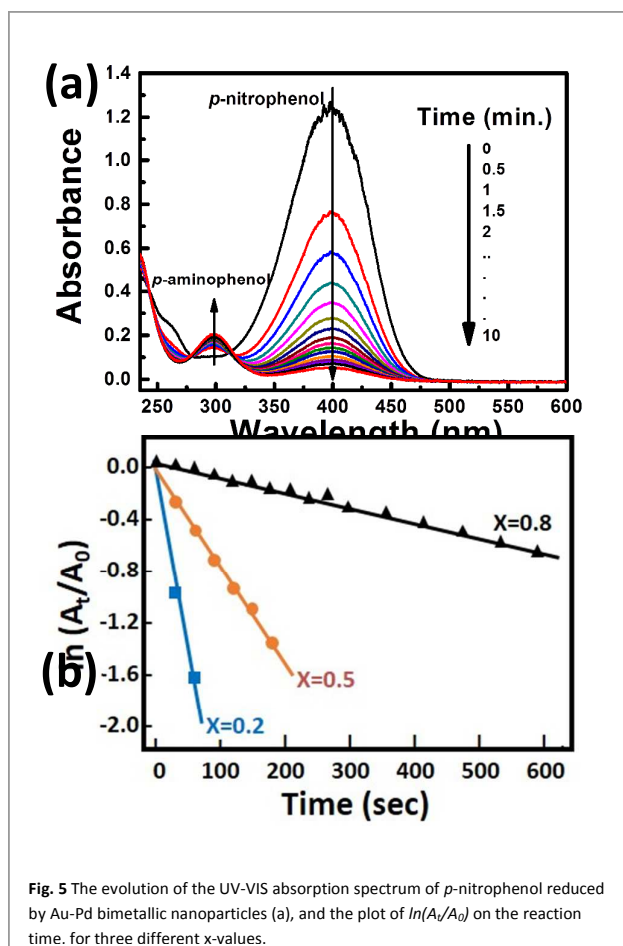 (a)
1.4
1.2
1.0
0.8
0.6
0.4
0.2
0.0
Absorbance
p-nitrophenol
p-aminophenol
Time (min.)
0
0.5
1
1.5
2
..
.
.
.
10
250 300 350 400 450 500 550 600
Wavelength (nm)
(b)
0.0
-0.4
-0.8
-1.2
-1.6
-2.0
ln (At/A0)
X=0.8
X=0.5
X=0.2
0 100 200 300 400 500 600
Time (sec)
Fig. 5 The evolution of the UV-VIS absorption spectrum of p-nitrophenol reduced
by Au-Pd bimetallic nanoparticles (a), and the plot of ln(At/A0) on the reaction
time. for three different x-values.